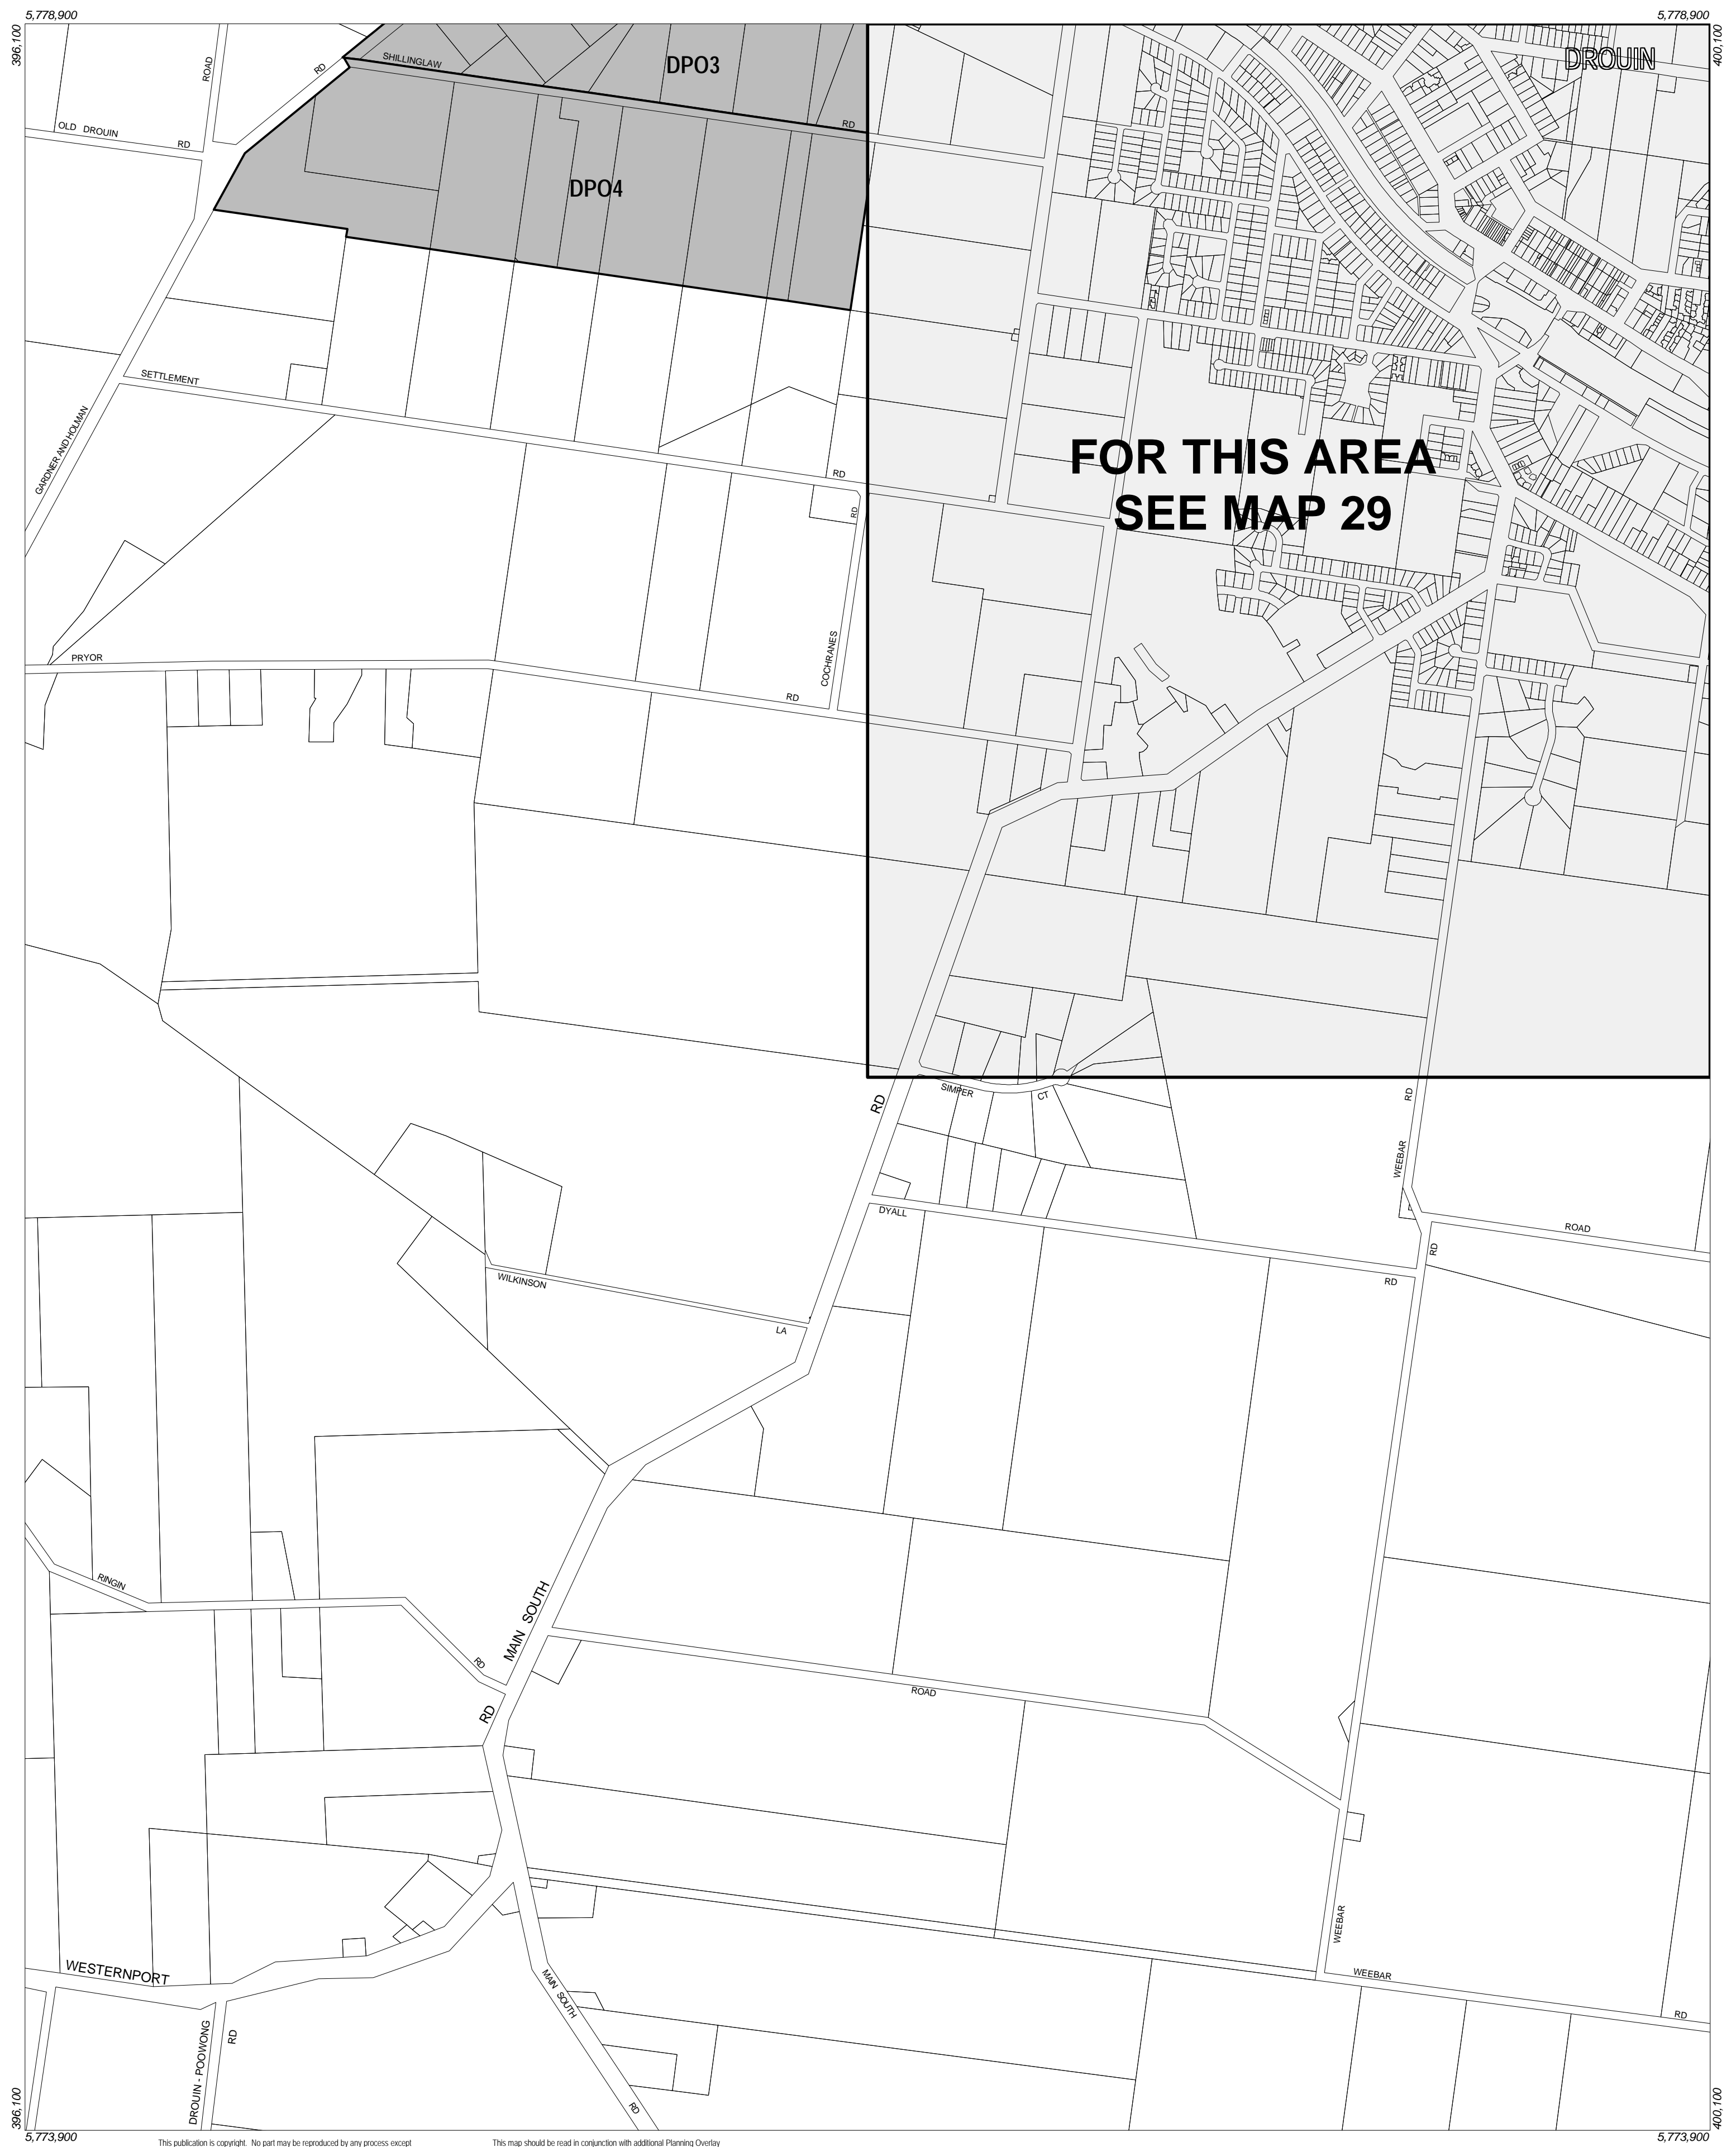 5,778,900
5,778,900
396,100
400,100
DROUIN
ROAD
RD
SHILLINGLAW
DPO3
RD
OLD DROUIN
RD
DPO4
SETTLEMENT
RD
GARDNER AND HOLMAN
FOR THIS AREA
SEE MAP 29
RD
COCHRANES
PRYOR
RD
RD
SIMPER
CT
RD
WEEBAR
DYALL
RD
ROAD
RD
WILKINSON
LA
RINGIN
RD
MAIN SOUTH
RD
ROAD
WEEBAR
WEEBAR
RD
WESTERNPORT
MAIN SOUTH
RD
DROUIN - POOWONG
RD
396,100
400,100
5,773,900
5,773,900
This publication is copyright. No part may be reproduced by any process except
This map should be read in conjunction with additional Planning Overlay